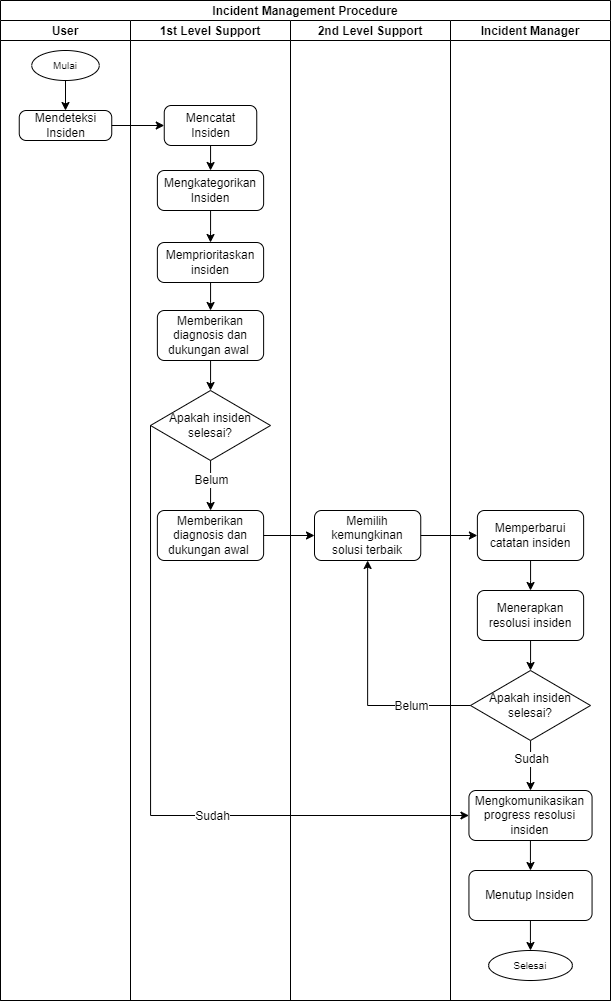 Incident Management Procedure
User
1st Level Support
2nd Level Support
Incident Manager
Mulai
Mendeteksi
Insiden
Mencatat
Insiden
Mengkategorikan
Insiden
Memprioritaskan
insiden
Memberikan
diagnosis dan
dukungan awal
Apakah insiden
selesai?
Belum
Memberikan
diagnosis dan
dukungan awal
Memilih
kemungkinan
solusi terbaik
Memperbarui
catatan insiden
Menerapkan
resolusi insiden
Apakah insiden
selesai?
Belum
Sudah
Sudah
Mengkomunikasikan
progress resolusi
insiden
Menutup Insiden
Selesai